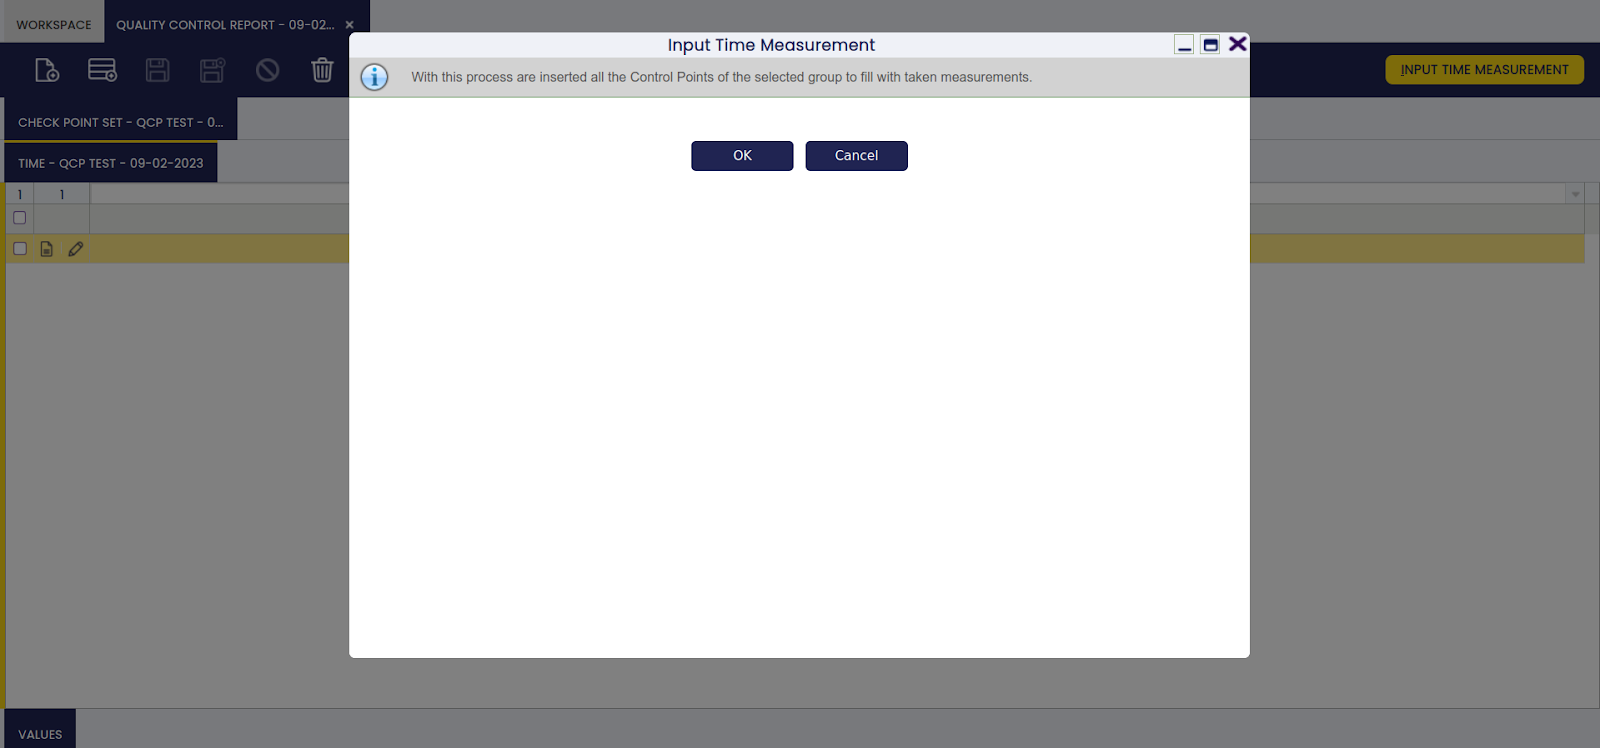 WORKSPACE
QUALITY CONTROL REPORT - 09-02...
Input Time Measurement
With this process are inserted all the Control Points of the selected group to fill with taken measurements.
INPUT TIME MEASUREMENT
CHECK POINT SET - QCP TEST - 0...
OK
Cancel
TIME - QCP TEST - 09-02-2023
1 1
VALUES